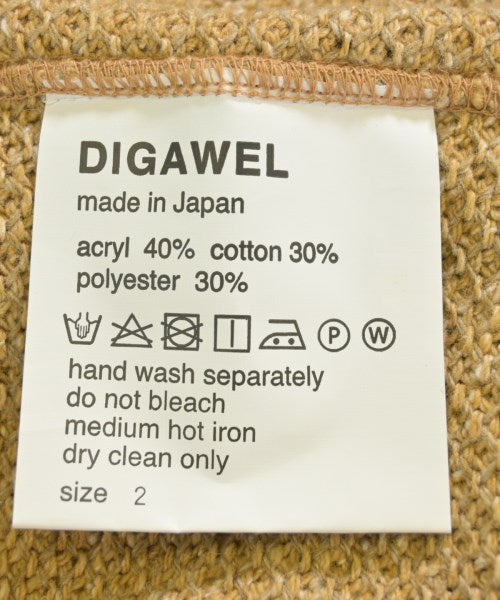 DIGAWEL
made in Japan
acryl 40% cotton 30%
polyester 30%
P W
hand wash separately
do not bleach
medium hot iron
dry clean only
size 2